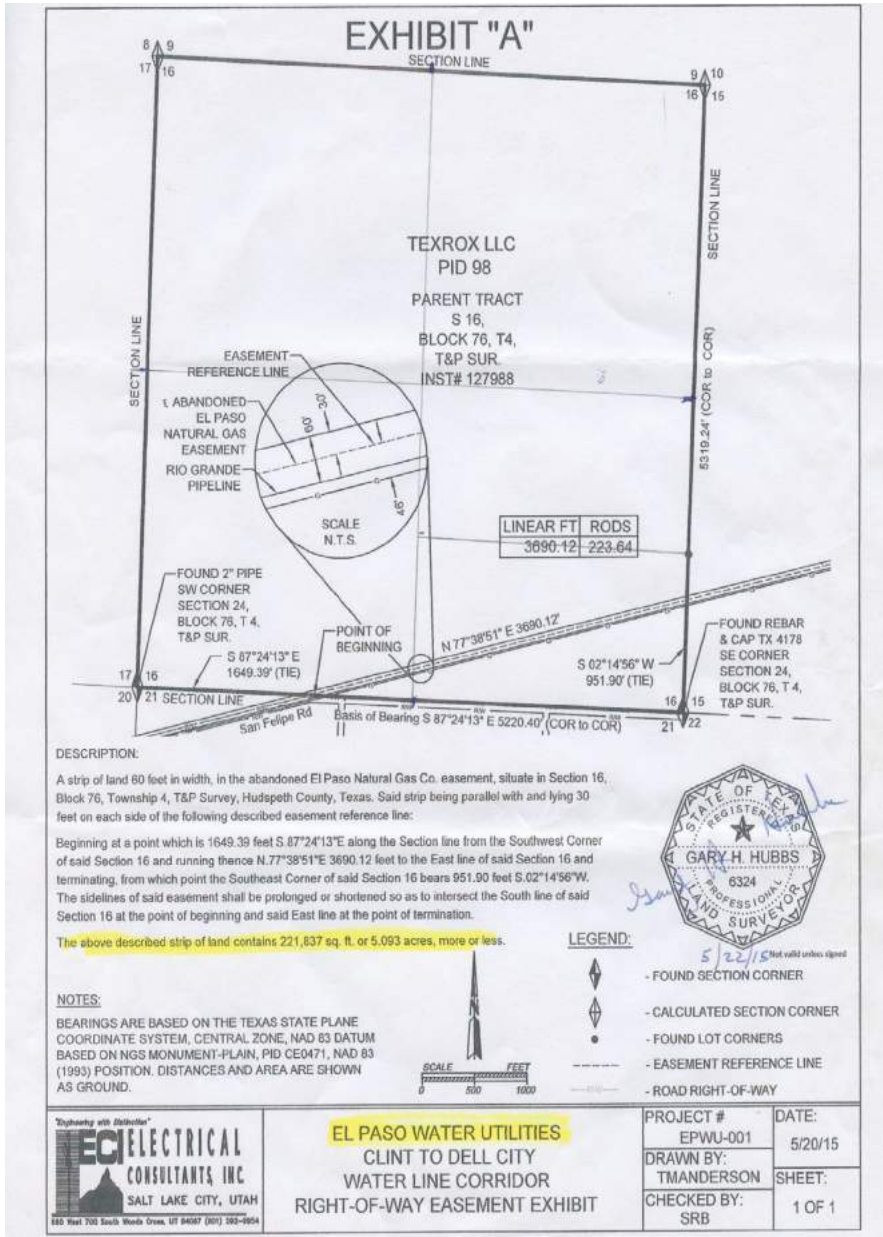 EXHIBIT "A"
SECTION LINE
8 9
17 16
9 10
16 15
SECTION LINE
SECTION LINE
TEXROX LLC
PID 98
PARENT TRACT
S 16,
BLOCK 76, T4,
T&P SUR.
INST# 127988
5319.24' (COR to COR)
EASEMENT
REFERENCE LINE
ABANDONED
EL PASO
NATURAL GAS
EASEMENT
RIO GRANDE
PIPELINE
60'
30'
46'
G
G
SCALE
N.T.S.
LINEAR FT RODS
3690.12 223.64
FOUND 2" PIPE
SW CORNER
SECTION 24,
BLOCK 76, T 4,
T&P SUR.
POINT OF
BEGINNING
S 87°24'13" E
1649.39' (TIE)
N 77°38'51" E 3690.12'
S 02°14'56" W
951.90' (TIE)
FOUND REBAR
& CAP TX 4178
SE CORNER
SECTION 24,
BLOCK 76, T 4,
T&P SUR.
17 16
20 21
SECTION LINE
San Felipe Rd
Basis of Bearing S 87°24'13" E 5220.40' (COR to COR)
16 15
21 22
DESCRIPTION:
A strip of land 60 feet in width, in the abandoned El Paso Natural Gas Co. easement, situate in Section 16,
Block 76, Township 4, T&P Survey, Hudspeth County, Texas. Said strip being parallel with and lying 30
feet on each side of the following described easement reference line:
Beginning at a point which is 1649.39 feet S.87°24'13"E along the Section line from the Southwest Corner
of said Section 16 and running thence N.77°38'51"E 3690.12 feet to the East line of said Section 16 and
terminating, from which point the Southeast Corner of said Section 16 bears 951.90 feet S.02°14'56"W.
The sidelines of said easement shall be prolonged or shortened so as to intersect the South line of said
Section 16 at the point of beginning and said East line at the point of termination.
The above described strip of land contains 221,837 sq. ft. or 5.093 acres, more or less.
STATE OF TEXAS
REGISTERED
GARY H. HUBBS
6324
PROFESSIONAL
LAND SURVEYOR
5/22/15
Not valid unless signed
NOTES:
BEARINGS ARE BASED ON THE TEXAS STATE PLANE
COORDINATE SYSTEM, CENTRAL ZONE, NAD 83 DATUM
BASED ON NGS MONUMENT-PLAIN, PID CE0471, NAD 83
(1993) POSITION. DISTANCES AND AREA ARE SHOWN
AS GROUND.
SCALE FEET
0 500 1000
LEGEND:
- FOUND SECTION CORNER
- CALCULATED SECTION CORNER
- FOUND LOT CORNERS
- EASEMENT REFERENCE LINE
- ROAD RIGHT-OF-WAY
"Engineering with Distinction"
ECI ELECTRICAL
CONSULTANTS, INC.
SALT LAKE CITY, UTAH
660 West 700 South Woods Cross, UT 84087 (801) 292-9954
EL PASO WATER UTILITIES
CLINT TO DELL CITY
WATER LINE CORRIDOR
RIGHT-OF-WAY EASEMENT EXHIBIT
PROJECT #
EPWU-001
DRAWN BY:
TMANDERSON
CHECKED BY:
SRB
DATE:
5/20/15
SHEET:
1 OF 1